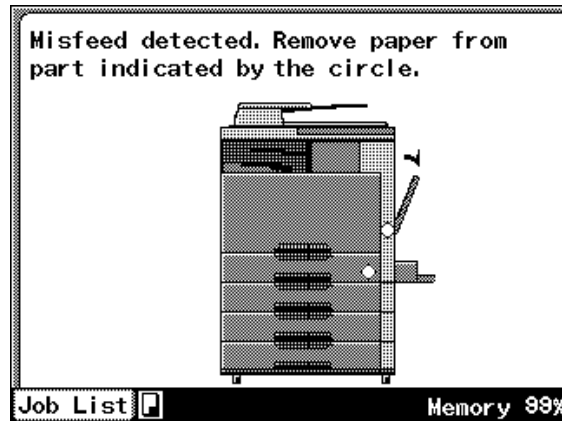 Misfeed detected. Remove paper from
part indicated by the circle.
Job List
Memory 99%